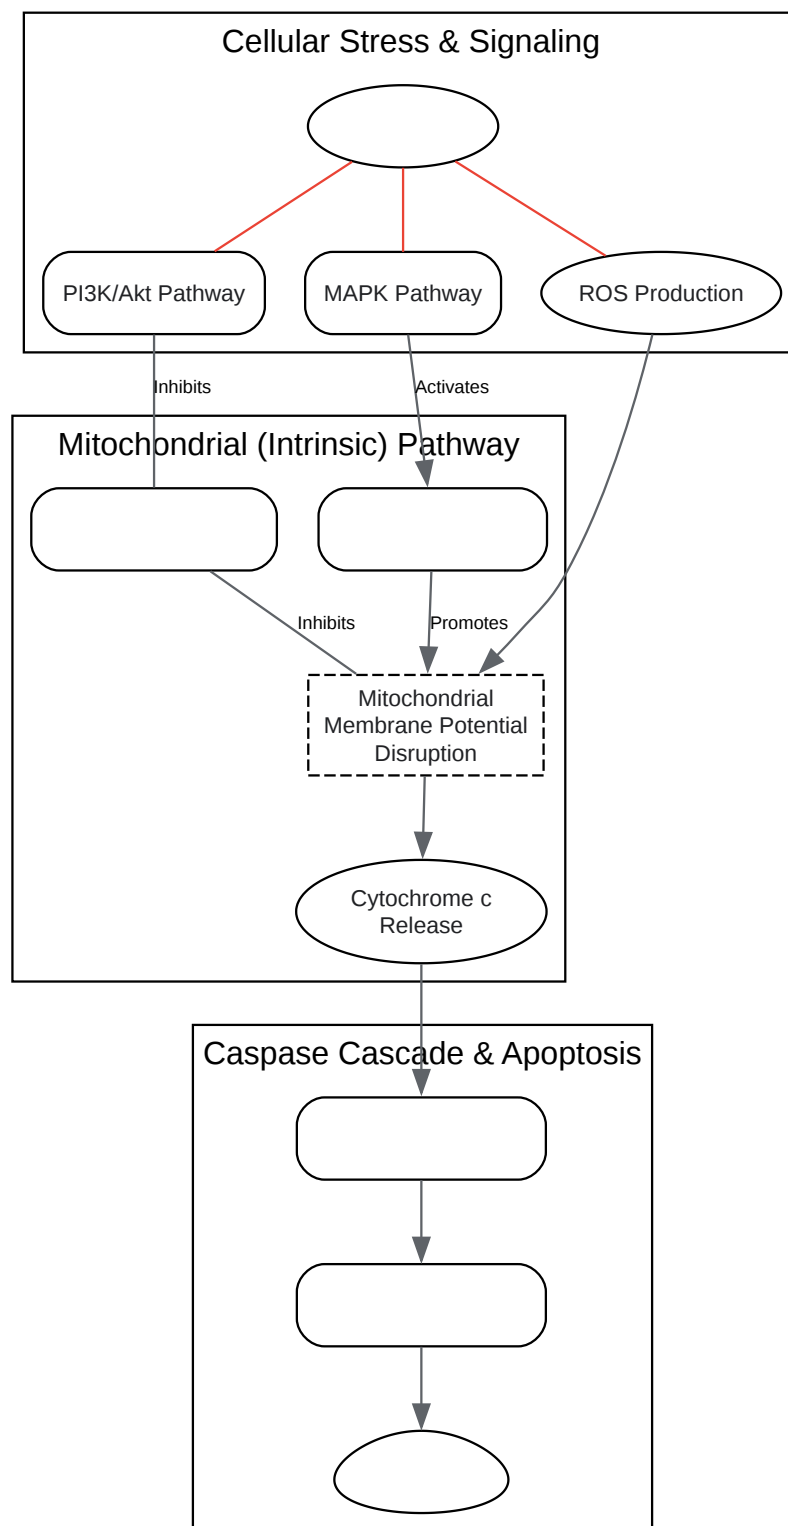 Cellular Stress & Signaling
PI3K/Akt Pathway
MAPK Pathway
ROS Production
Inhibits
Activates
Mitochondrial (Intrinsic) Pathway
Inhibits
Promotes
Mitochondrial
Membrane Potential
Disruption
Cytochrome c
Release
Caspase Cascade & Apoptosis